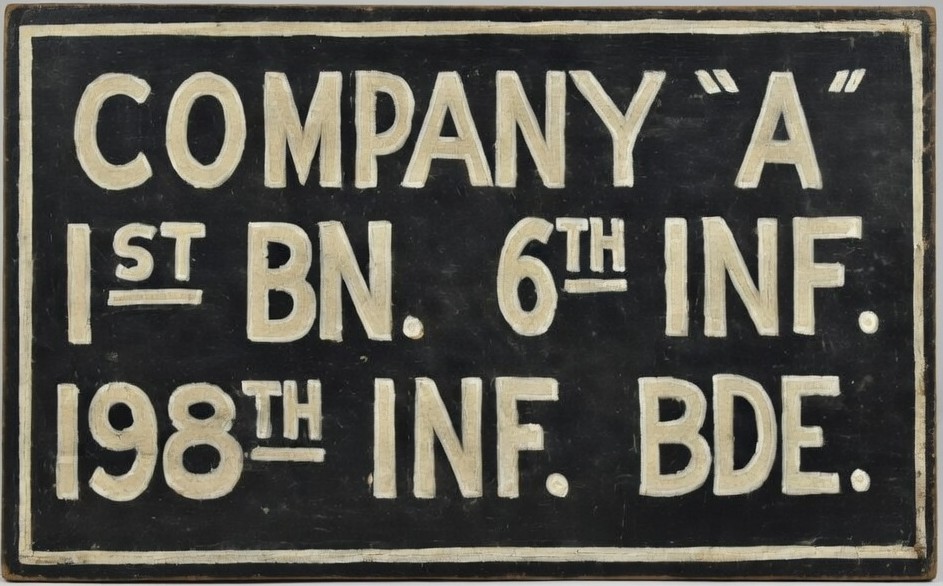 COMPANY "A"
1ST BN. 6TH INF.
198TH INF. BDE.